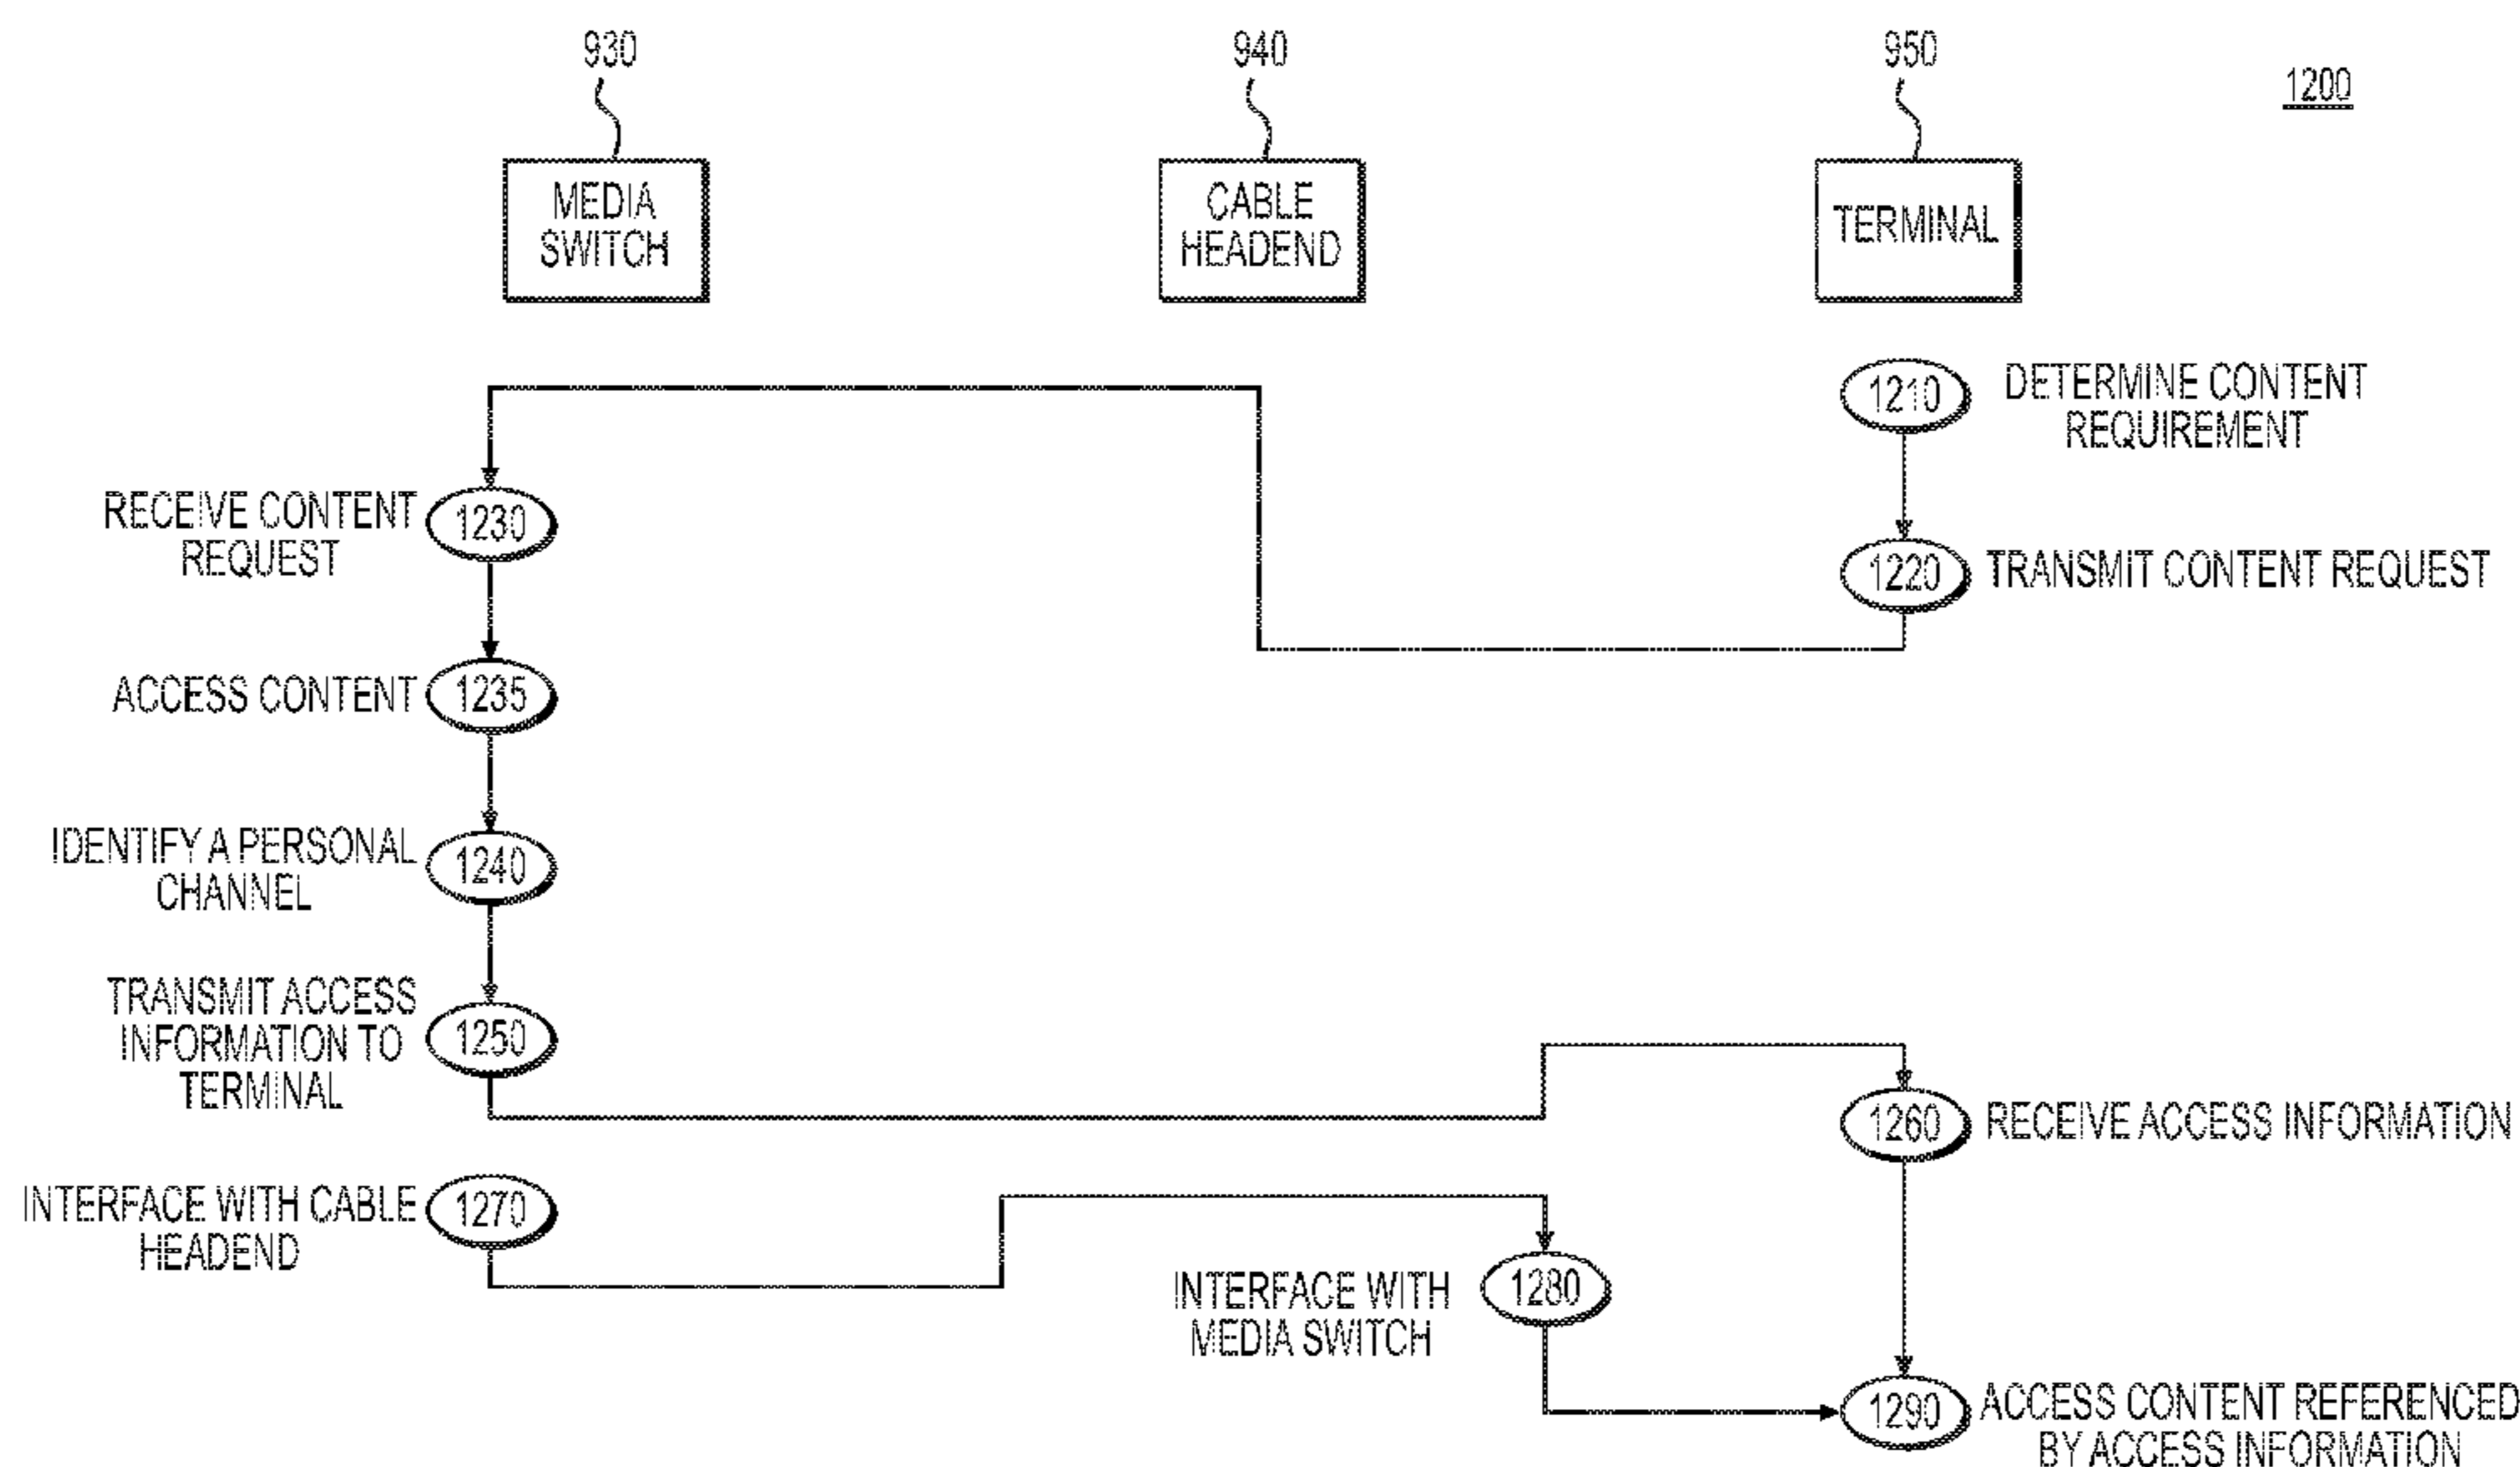 930
940
950
1200
MEDIA
SWITCH
CABLE
HEADEND
TERMINAL
1210
DETERMINE CONTENT
REQUIREMENT
RECEIVE CONTENT
REQUEST
1230
1220
TRANSMIT CONTENT REQUEST
ACCESS CONTENT
1235
IDENTIFY A PERSONAL
CHANNEL
1240
TRANSMIT ACCESS
INFORMATION TO
TERMINAL
1250
1260
RECEIVE ACCESS INFORMATION
INTERFACE WITH CABLE
HEADEND
1270
INTERFACE WITH
MEDIA SWITCH
1280
1290
ACCESS CONTENT REFERENCED
BY ACCESS INFORMATION